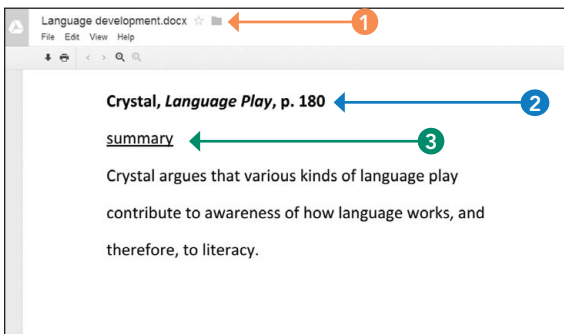 Language development.docx 1
File Edit View Help
Crystal, Language Play, p. 180 2
summary 3
Crystal argues that various kinds of language play
contribute to awareness of how language works, and
therefore, to literacy.